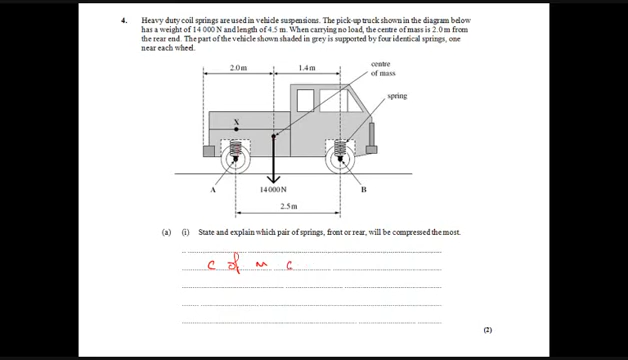 4. Heavy duty coil springs are used in vehicle suspensions. The pick-up truck shown in the diagram below
has a weight of 14 000 N and length of 4.5 m. When carrying no load, the centre of mass is 2.0 m from
the rear end. The part of the vehicle shown shaded in grey is supported by four identical springs, one
near each wheel.
2.0 m
1.4 m
centre
of mass
spring
X
A
14 000 N
B
2.5 m
(a) (i) State and explain which pair of springs, front or rear, will be compressed the most.
C of m C
(2)